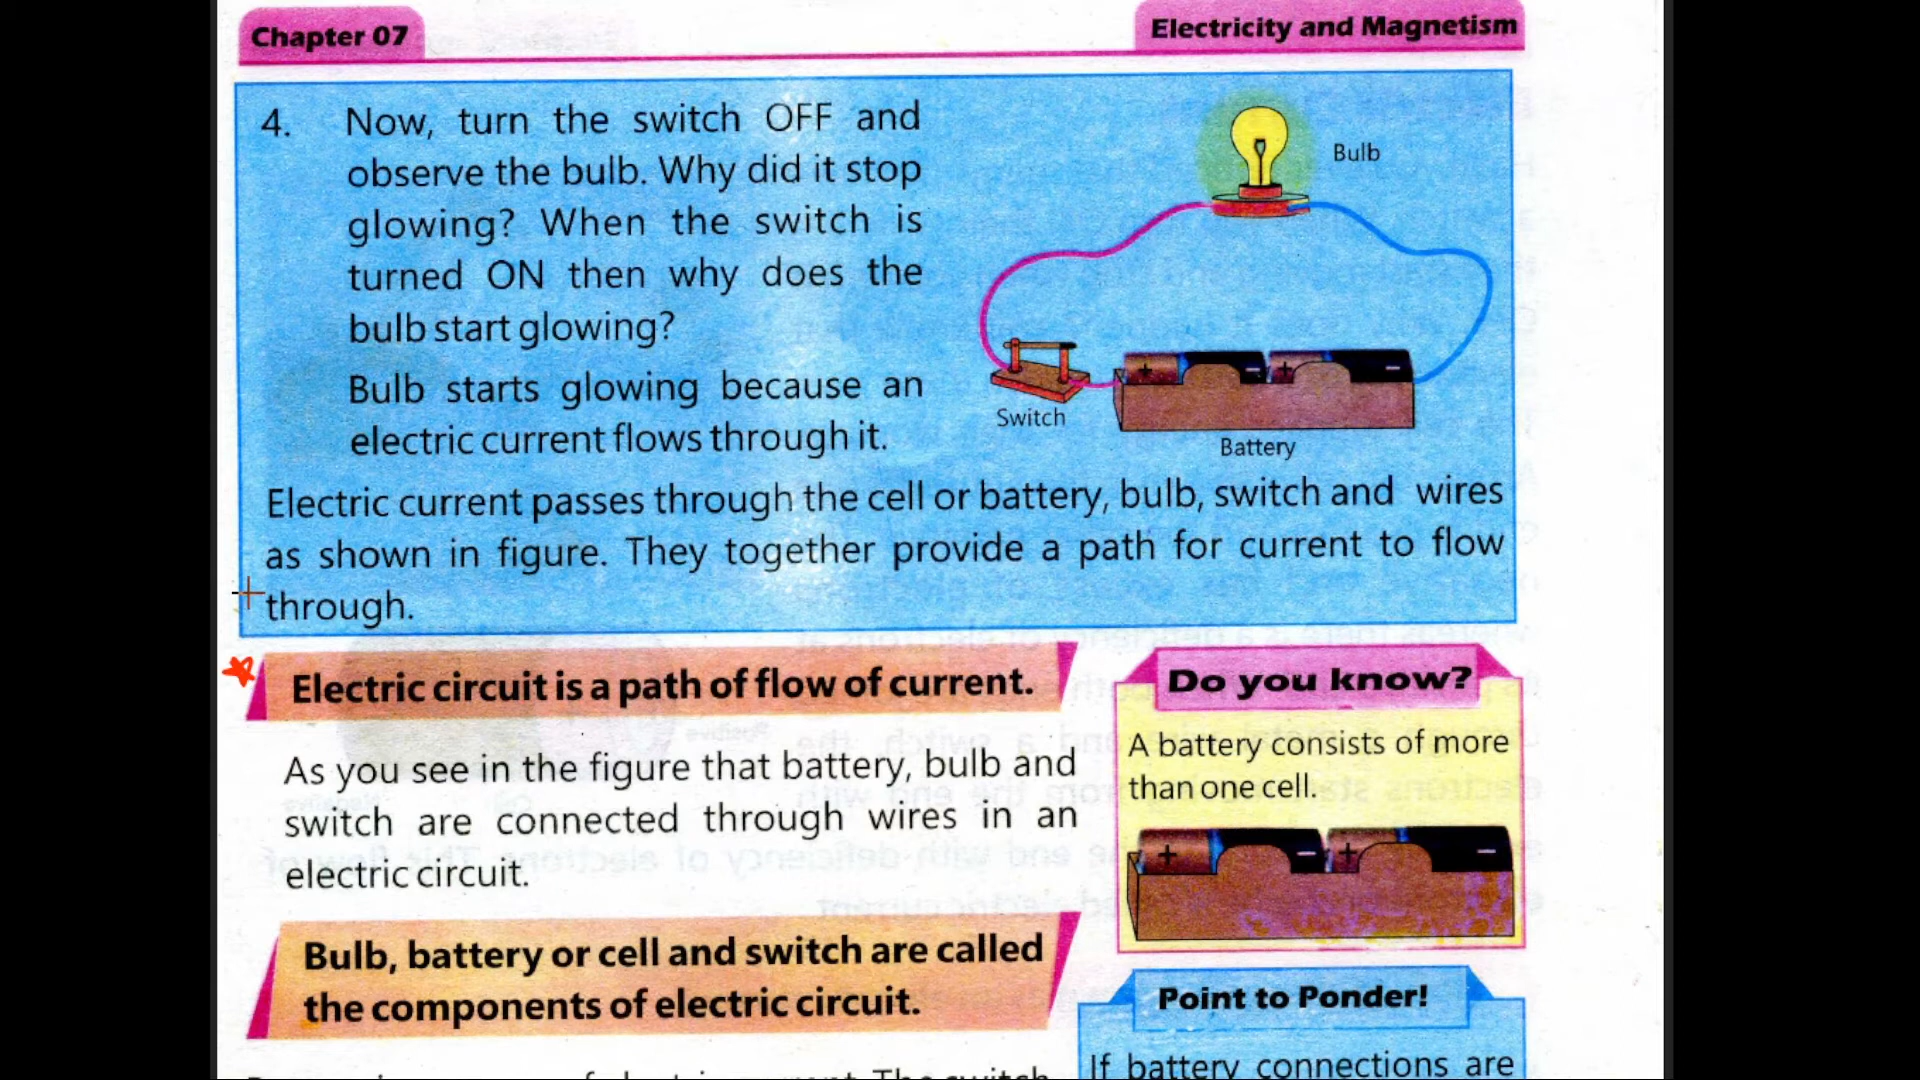 Chapter 07
Electricity and Magnetism
4. Now, turn the switch OFF and
observe the bulb. Why did it stop
glowing? When the switch is
turned ON then why does the
bulb start glowing?
Bulb starts glowing because an
electric current flows through it.
Bulb
Switch
Battery
Electric current passes through the cell or battery, bulb, switch and wires
as shown in figure. They together provide a path for current to flow
through.
Electric circuit is a path of flow of current.
As you see in the figure that battery, bulb and
switch are connected through wires in an
electric circuit.
Bulb, battery or cell and switch are called
the components of electric circuit.
Do you know?
A battery consists of more
than one cell.
Point to Ponder!
If battery connections are